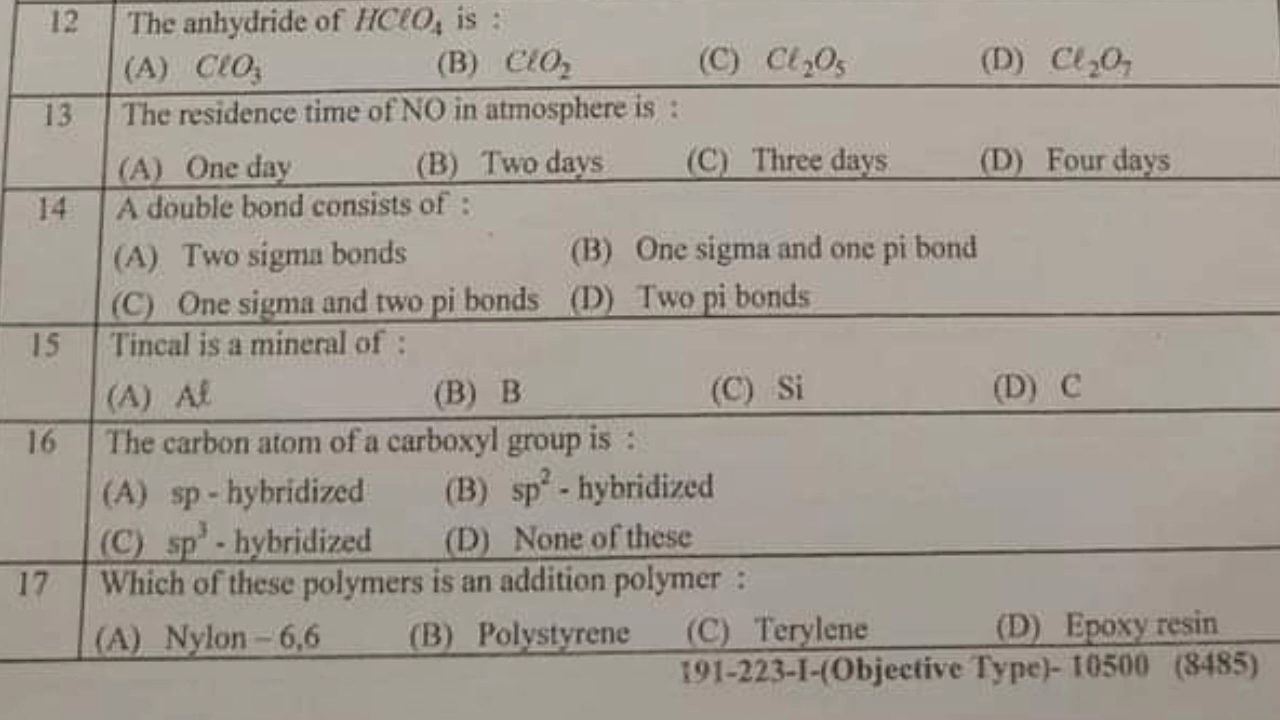 12 The anhydride of HCℓO₄ is :
(A) CℓO₃ (B) CℓO₂ (C) Cℓ₂O₅ (D) Cℓ₂O₇
13 The residence time of NO in atmosphere is :
(A) One day (B) Two days (C) Three days (D) Four days
14 A double bond consists of :
(A) Two sigma bonds (B) One sigma and one pi bond
(C) One sigma and two pi bonds (D) Two pi bonds
15 Tincal is a mineral of :
(A) Aℓ (B) B (C) Si (D) C
16 The carbon atom of a carboxyl group is :
(A) sp - hybridized (B) sp² - hybridized
(C) sp³ - hybridized (D) None of these
17 Which of these polymers is an addition polymer :
(A) Nylon – 6,6 (B) Polystyrene (C) Terylene (D) Epoxy resin
191-223-I-(Objective Type)- 10500 (8485)